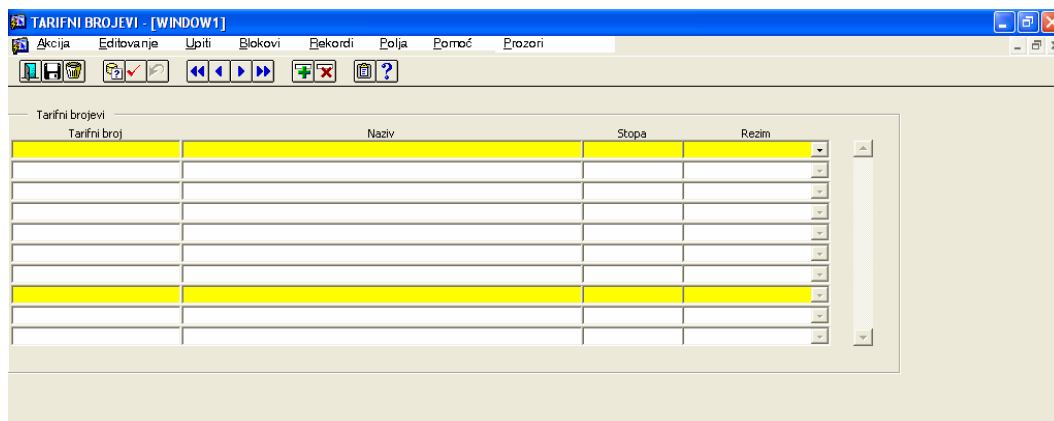 TARIFNI BROJEVI - [WINDOW1]
Akcija Editovanje Upiti Blokovi Rekordi Polja Pomoć Prozori
Tarifni brojevi
Tarifni broj Naziv Stopa Rezim